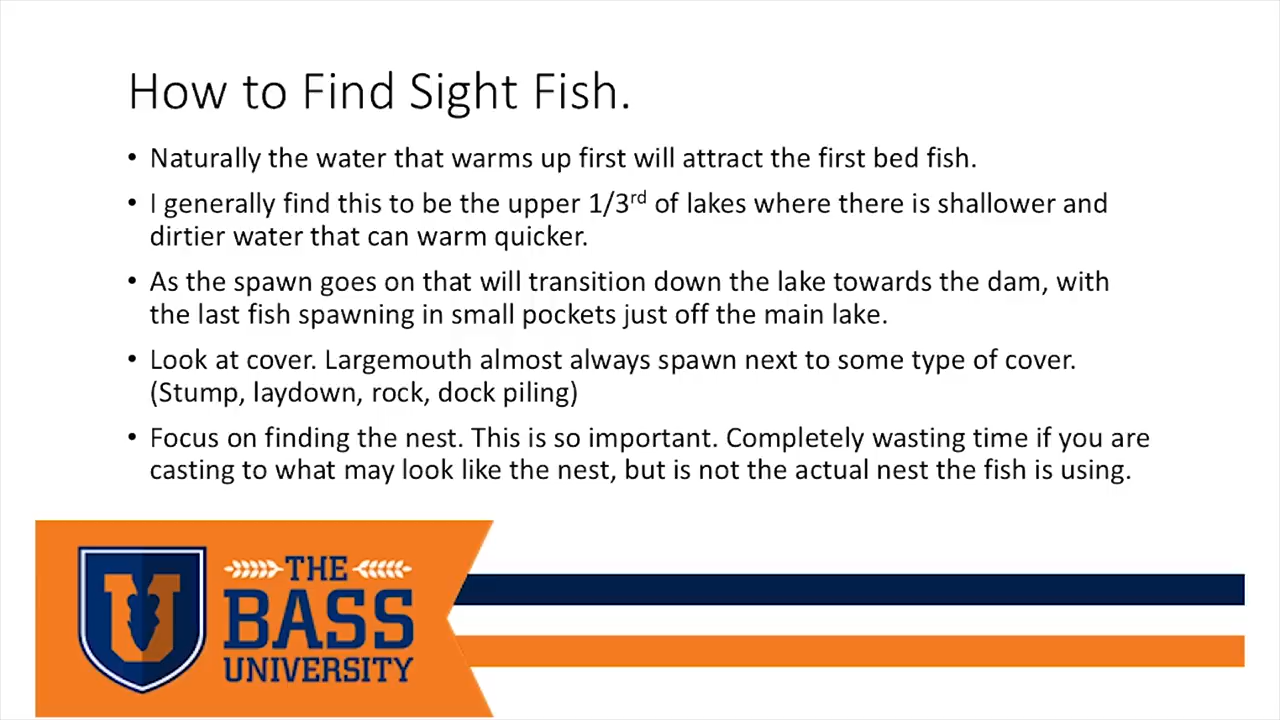 How to Find Sight Fish.
• Naturally the water that warms up first will attract the first bed fish.
• I generally find this to be the upper 1/3rd of lakes where there is shallower and
dirtier water that can warm quicker.
• As the spawn goes on that will transition down the lake towards the dam, with
the last fish spawning in small pockets just off the main lake.
• Look at cover. Largemouth almost always spawn next to some type of cover.
(Stump, laydown, rock, dock piling)
• Focus on finding the nest. This is so important. Completely wasting time if you are
casting to what may look like the nest, but is not the actual nest the fish is using.
U
THE
BASS
UNIVERSITY